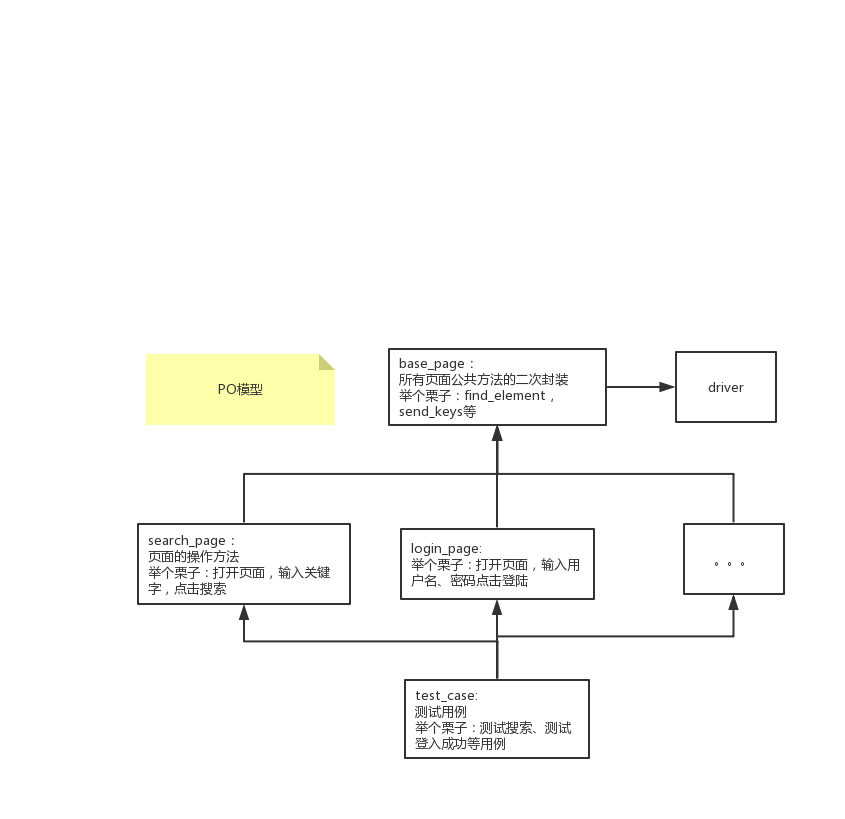 PO模型
base_page：
所有页面公共方法的二次封装
举个栗子：find_element，
send_keys等
driver
search_page：
页面的操作方法
举个栗子：打开页面，输入关键
字，点击搜索
login_page:
举个栗子：打开页面，输入用
户名、密码点击登陆
。。。
test_case:
测试用例
举个栗子：测试搜索、测试
登入成功等用例